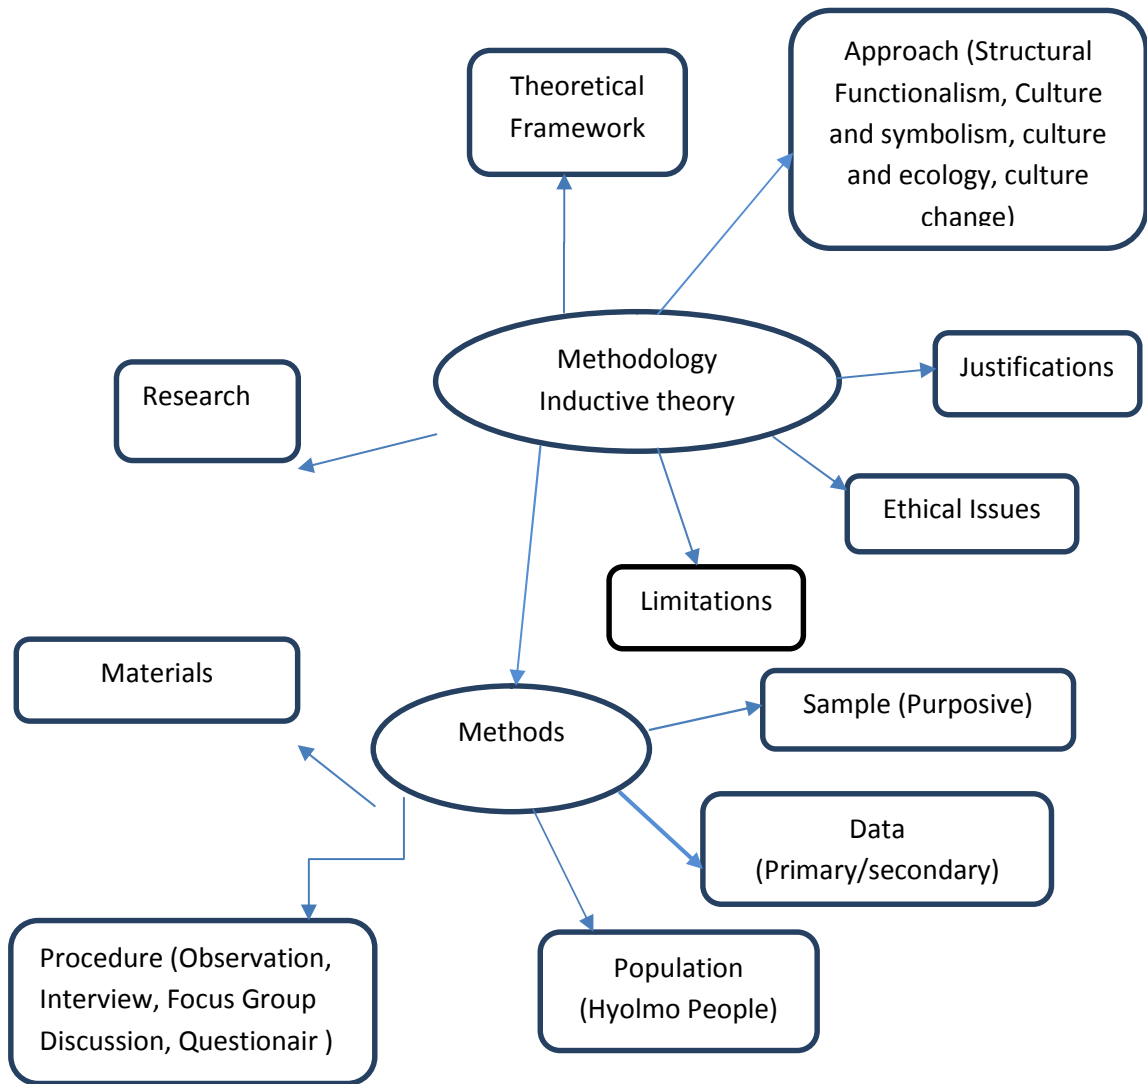 Theoretical
Framework
Approach (Structural
Functionalism, Culture
and symbolism, culture
and ecology, culture
change)
Methodology
Inductive theory
Justifications
Research
Ethical Issues
Limitations
Materials
Methods
Sample (Purposive)
Data
(Primary/secondary)
Procedure (Observation,
Interview, Focus Group
Discussion, Questionair )
Population
(Hyolmo People)